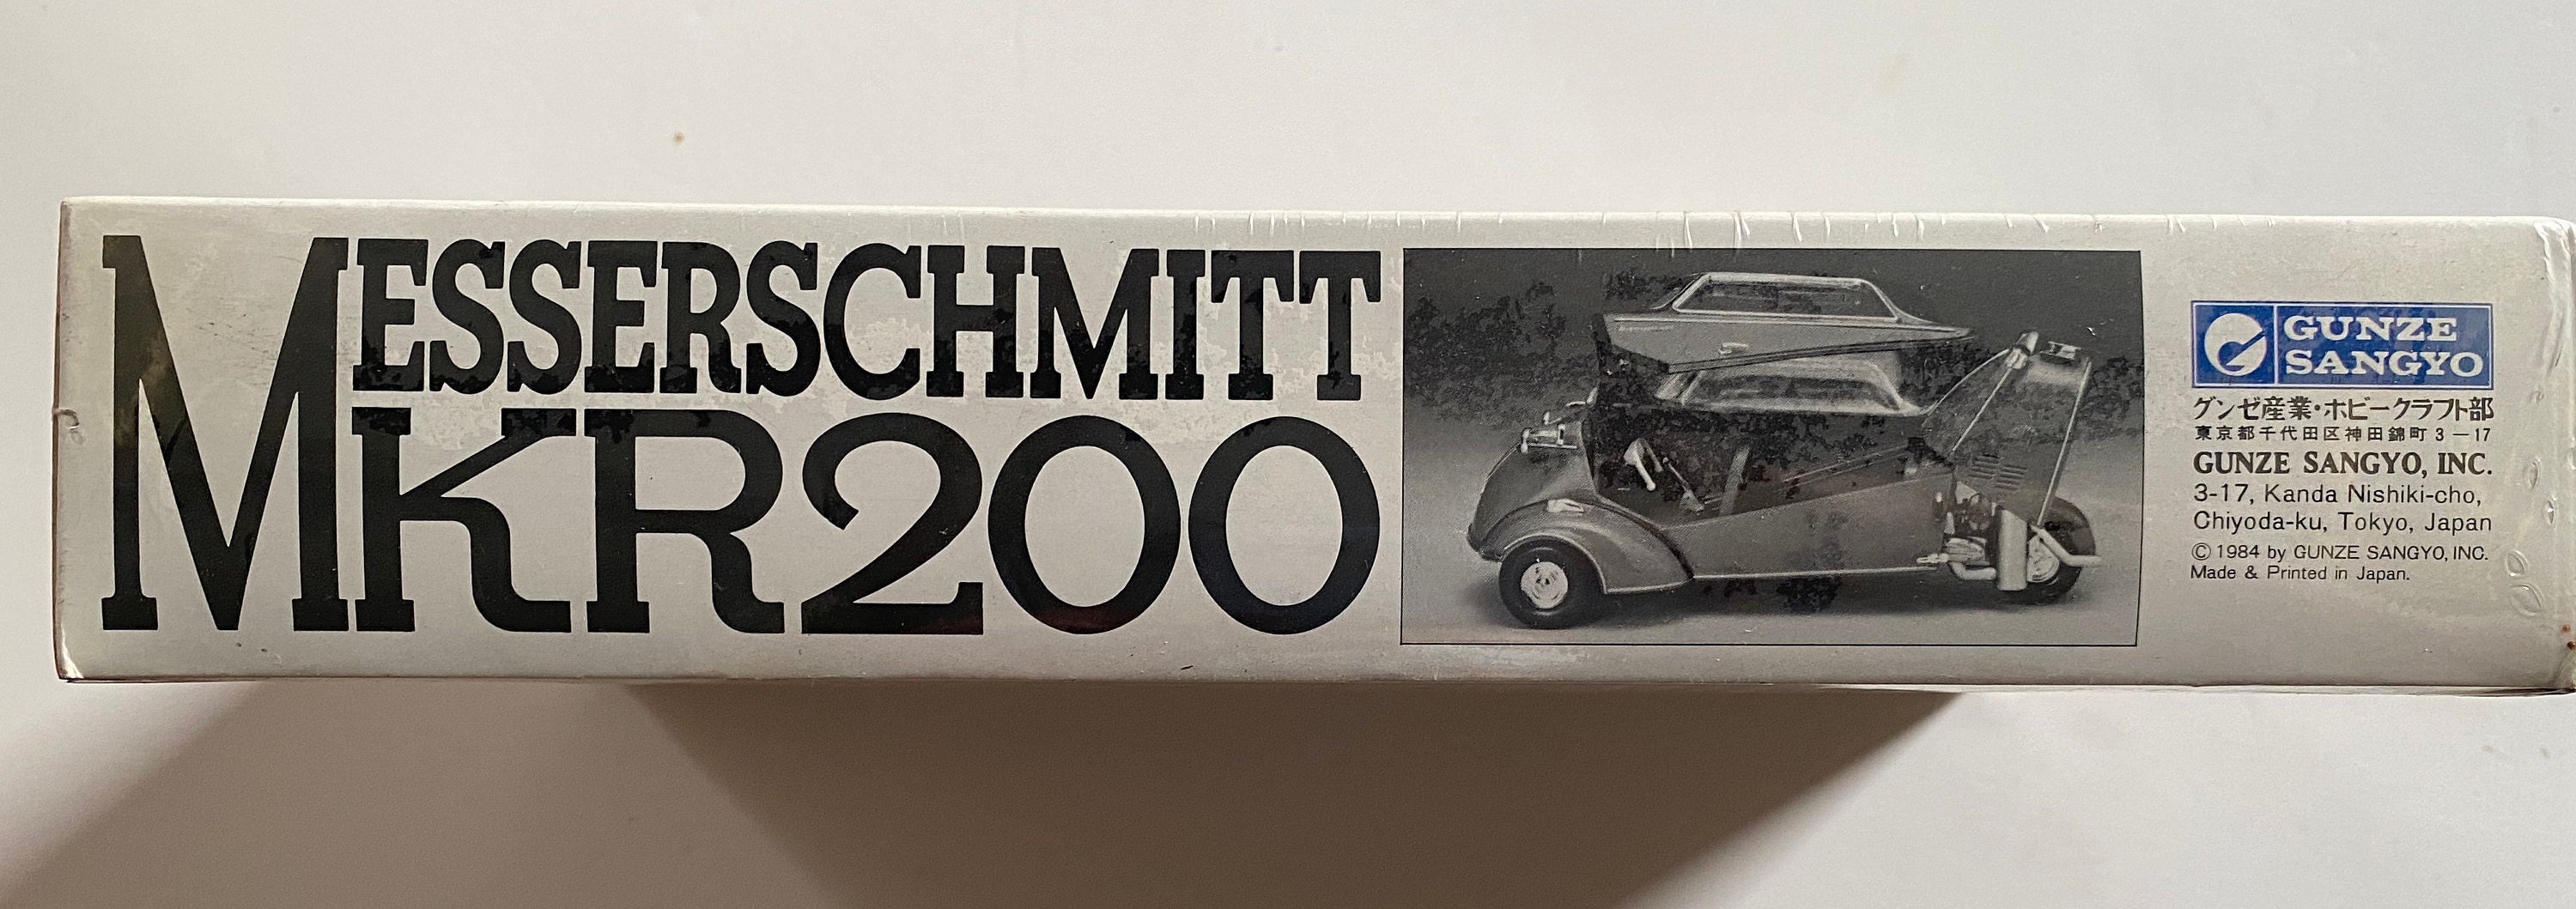 MESSERSCHMITT
KR200
GUNZE
SANGYO
グンゼ産業・ホビークラフト部
東京都千代田区神田錦町3-17
GUNZE SANGYO, INC.
3-17, Kanda Nishiki-cho,
Chiyoda-ku, Tokyo, Japan
© 1984 by GUNZE SANGYO, INC.
Made & Printed in Japan.